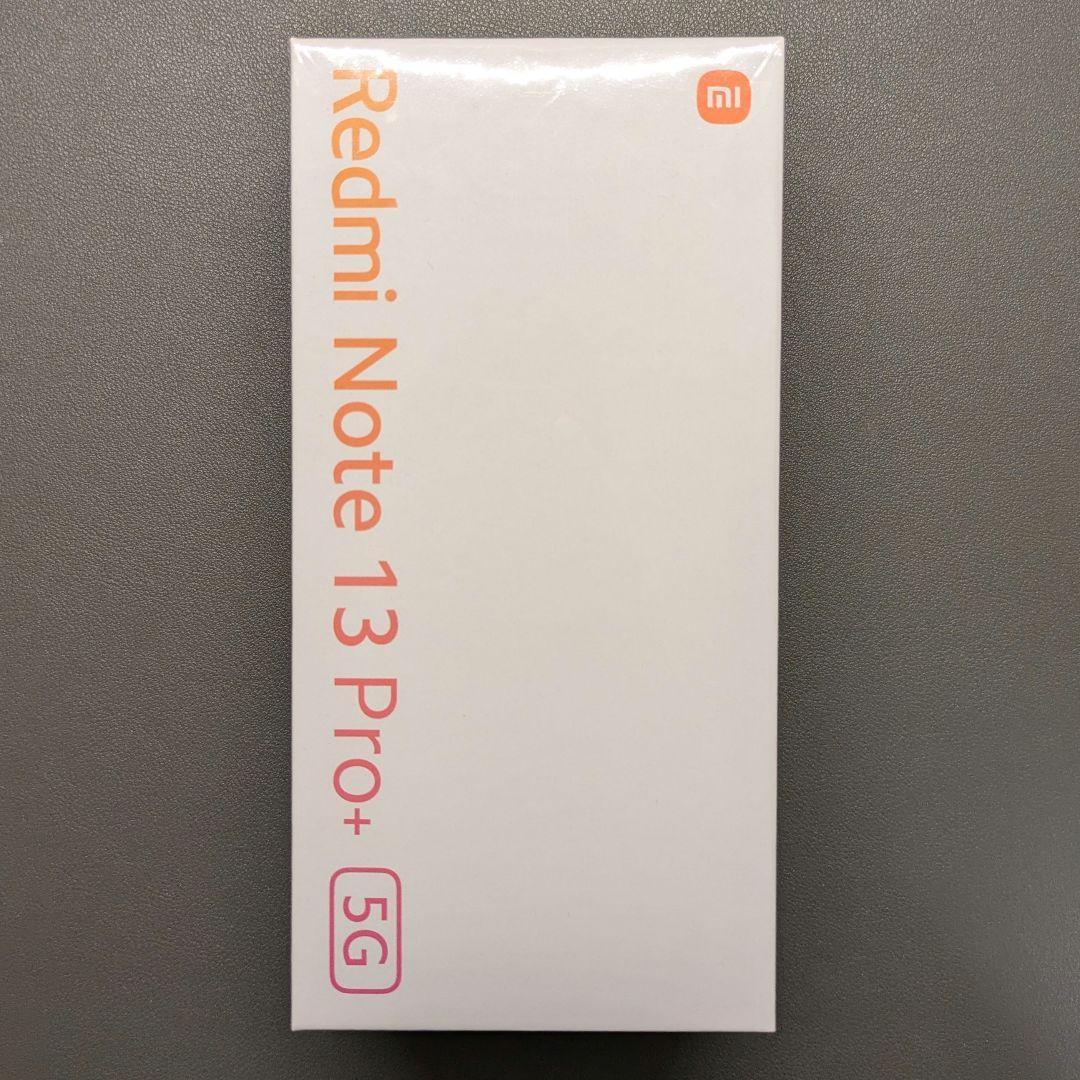 mi
Redmi Note 13 Pro+ 5G